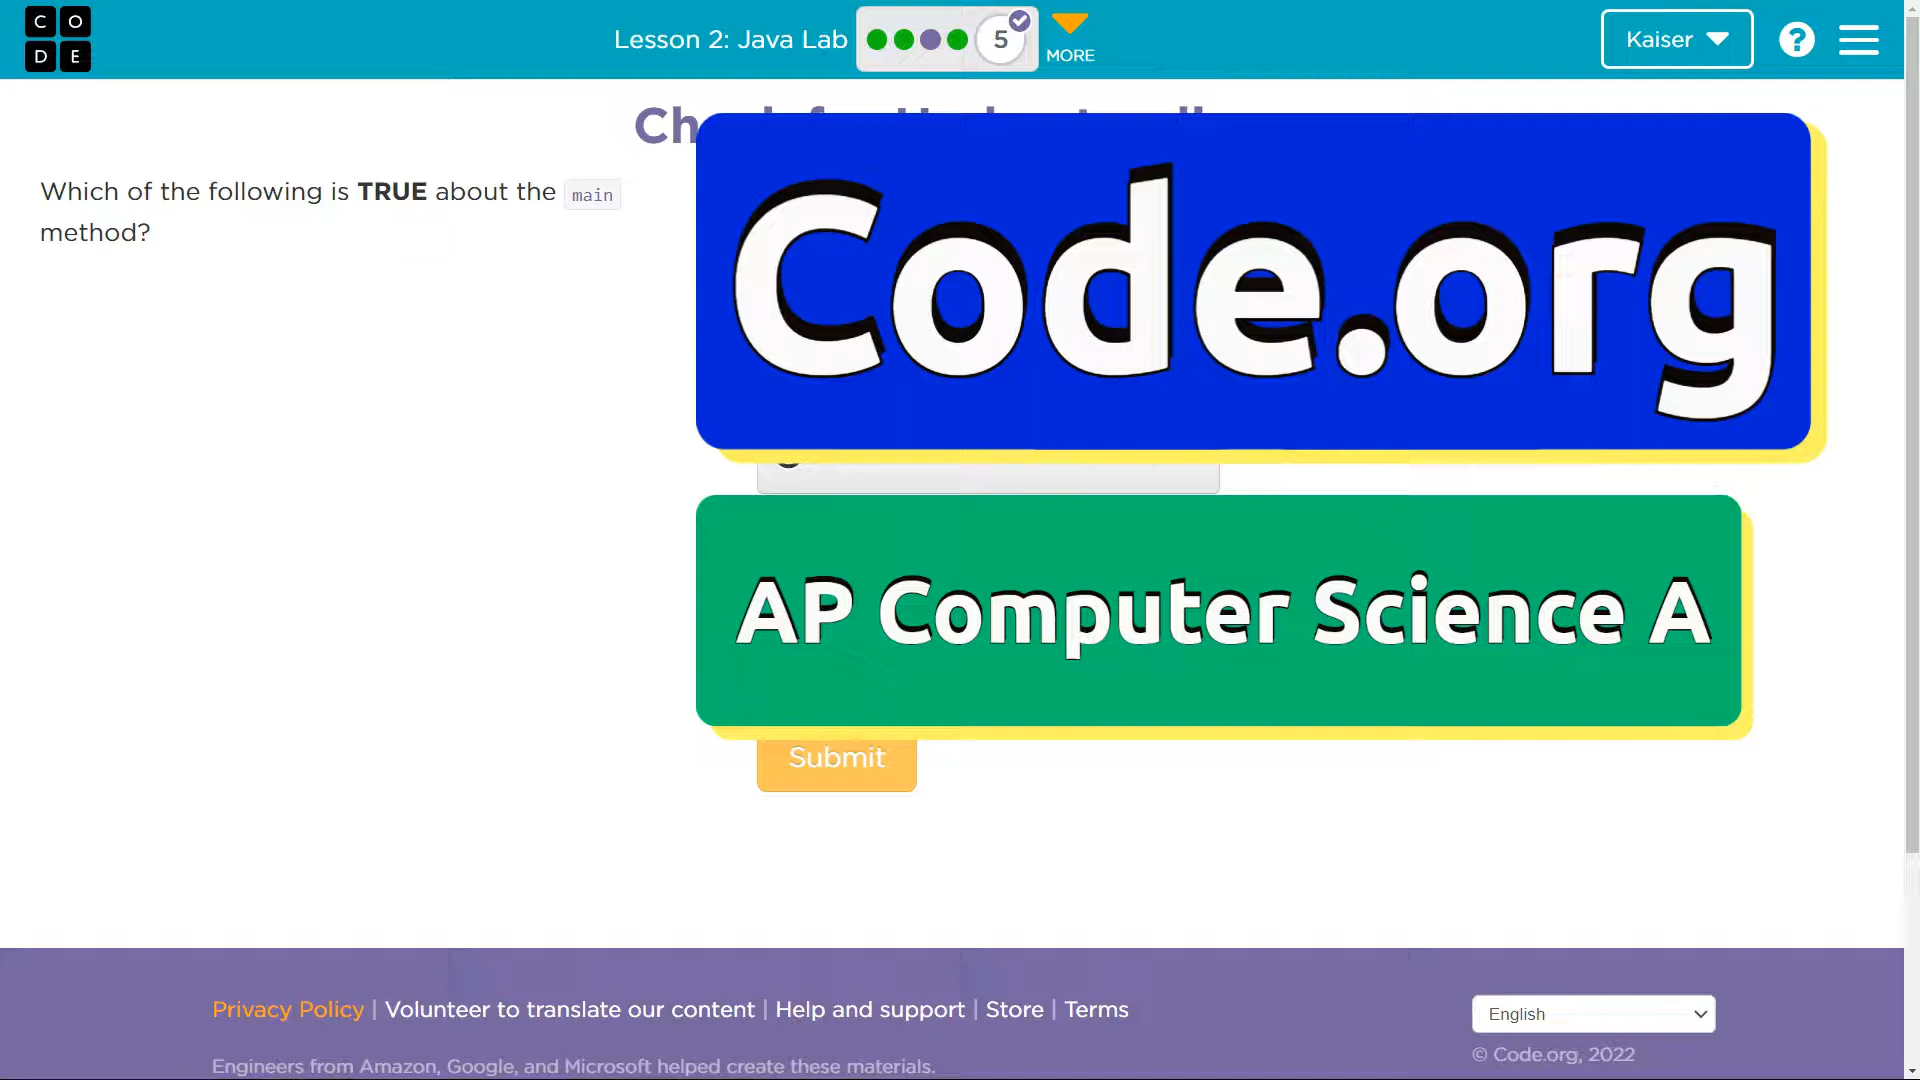 C O
D E
Lesson 2: Java Lab
5
MORE
Kaiser
?
Which of the following is TRUE about the main
method?
Code.org
AP Computer Science A
Submit
Privacy Policy | Volunteer to translate our content | Help and support | Store | Terms
English
Engineers from Amazon, Google, and Microsoft helped create these materials.
© Code.org, 2022